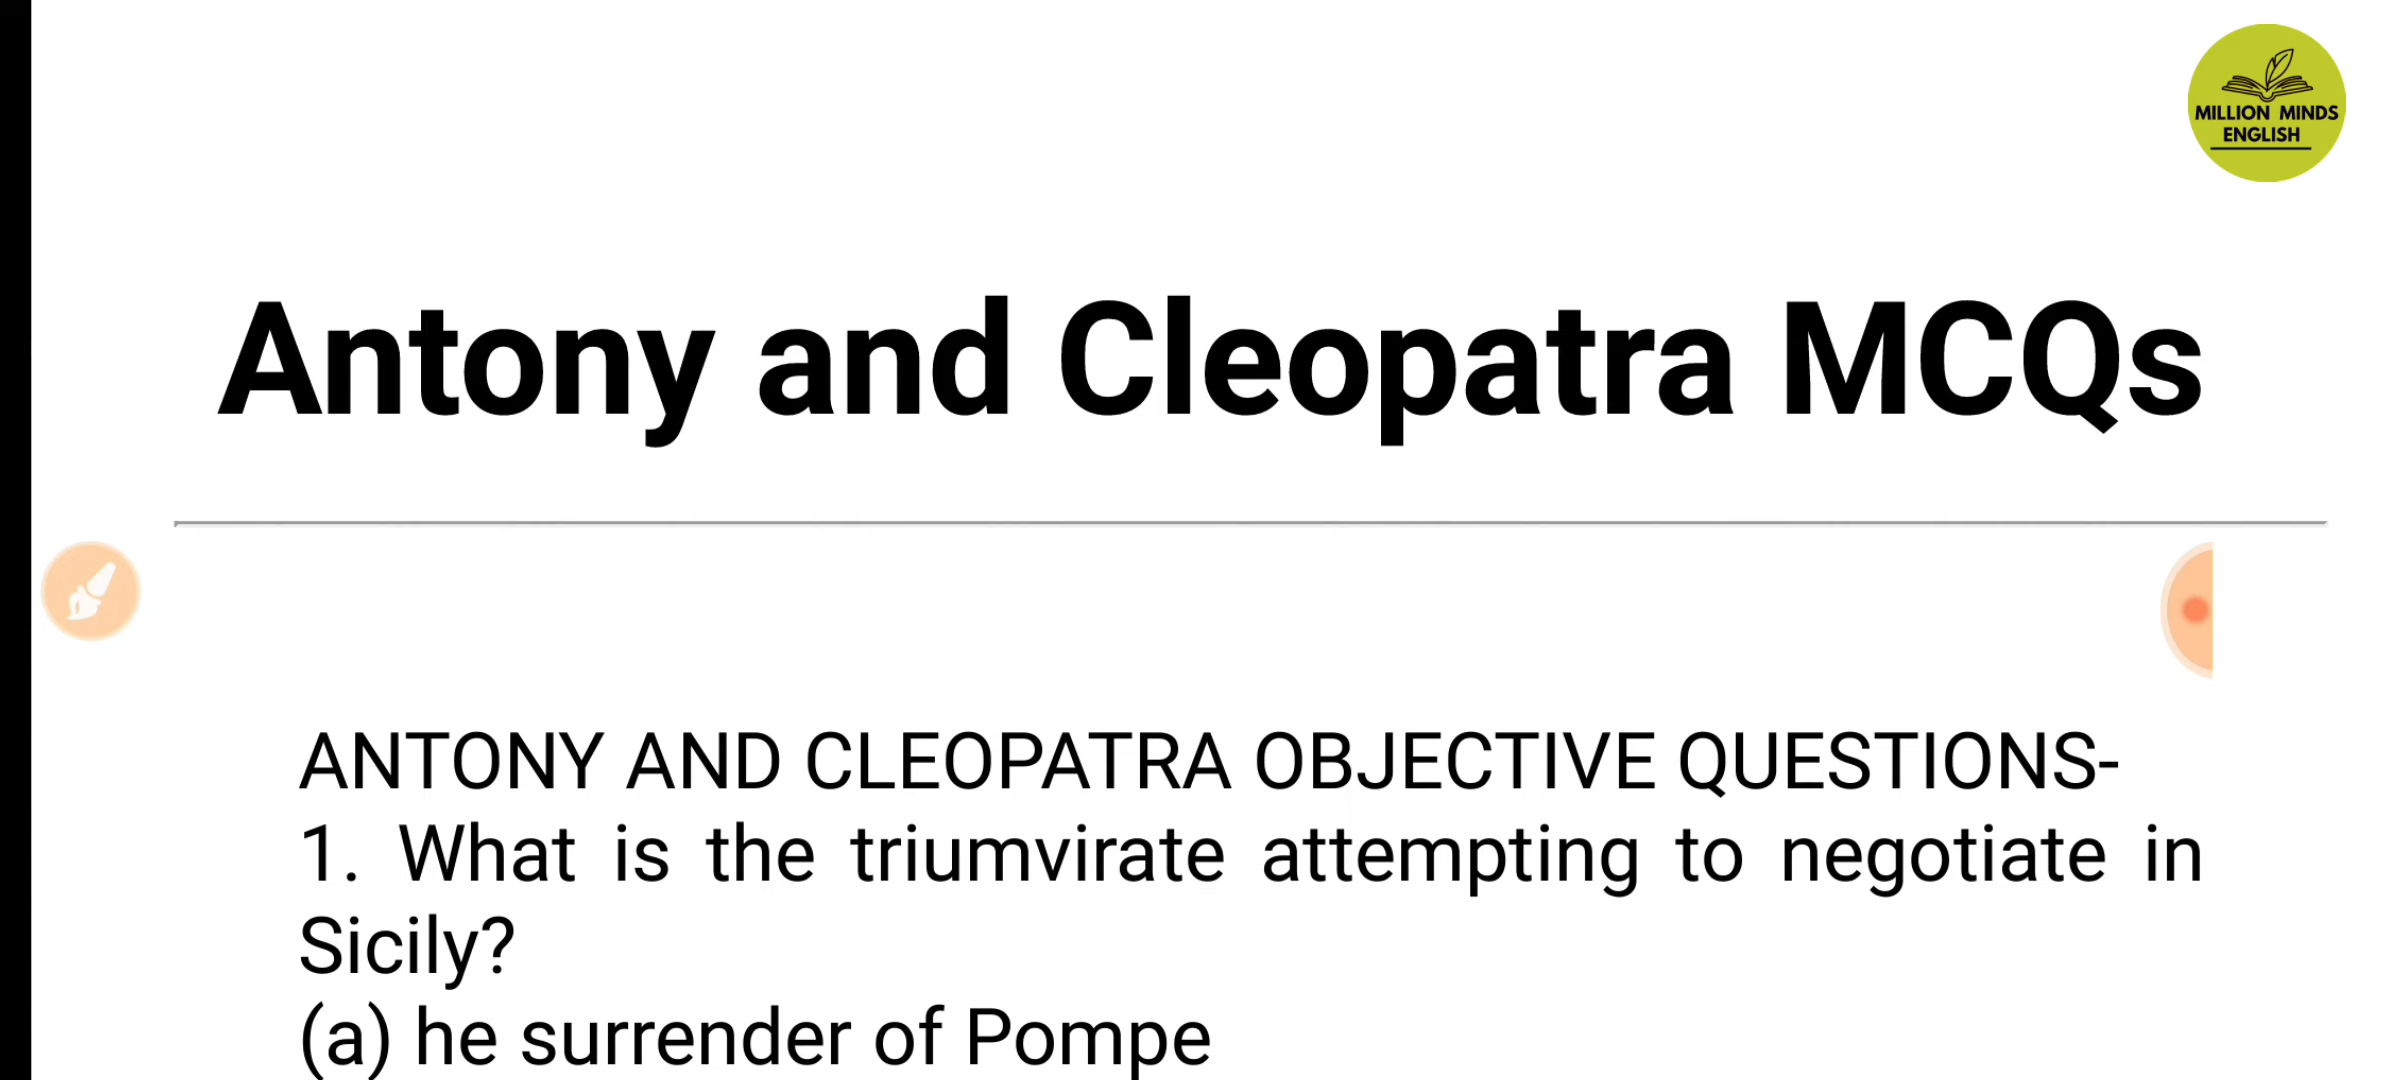 MILLION MINDS
ENGLISH
Antony and Cleopatra MCQs
ANTONY AND CLEOPATRA OBJECTIVE QUESTIONS-
1. What is the triumvirate attempting to negotiate in
Sicily?
(a) he surrender of Pompe